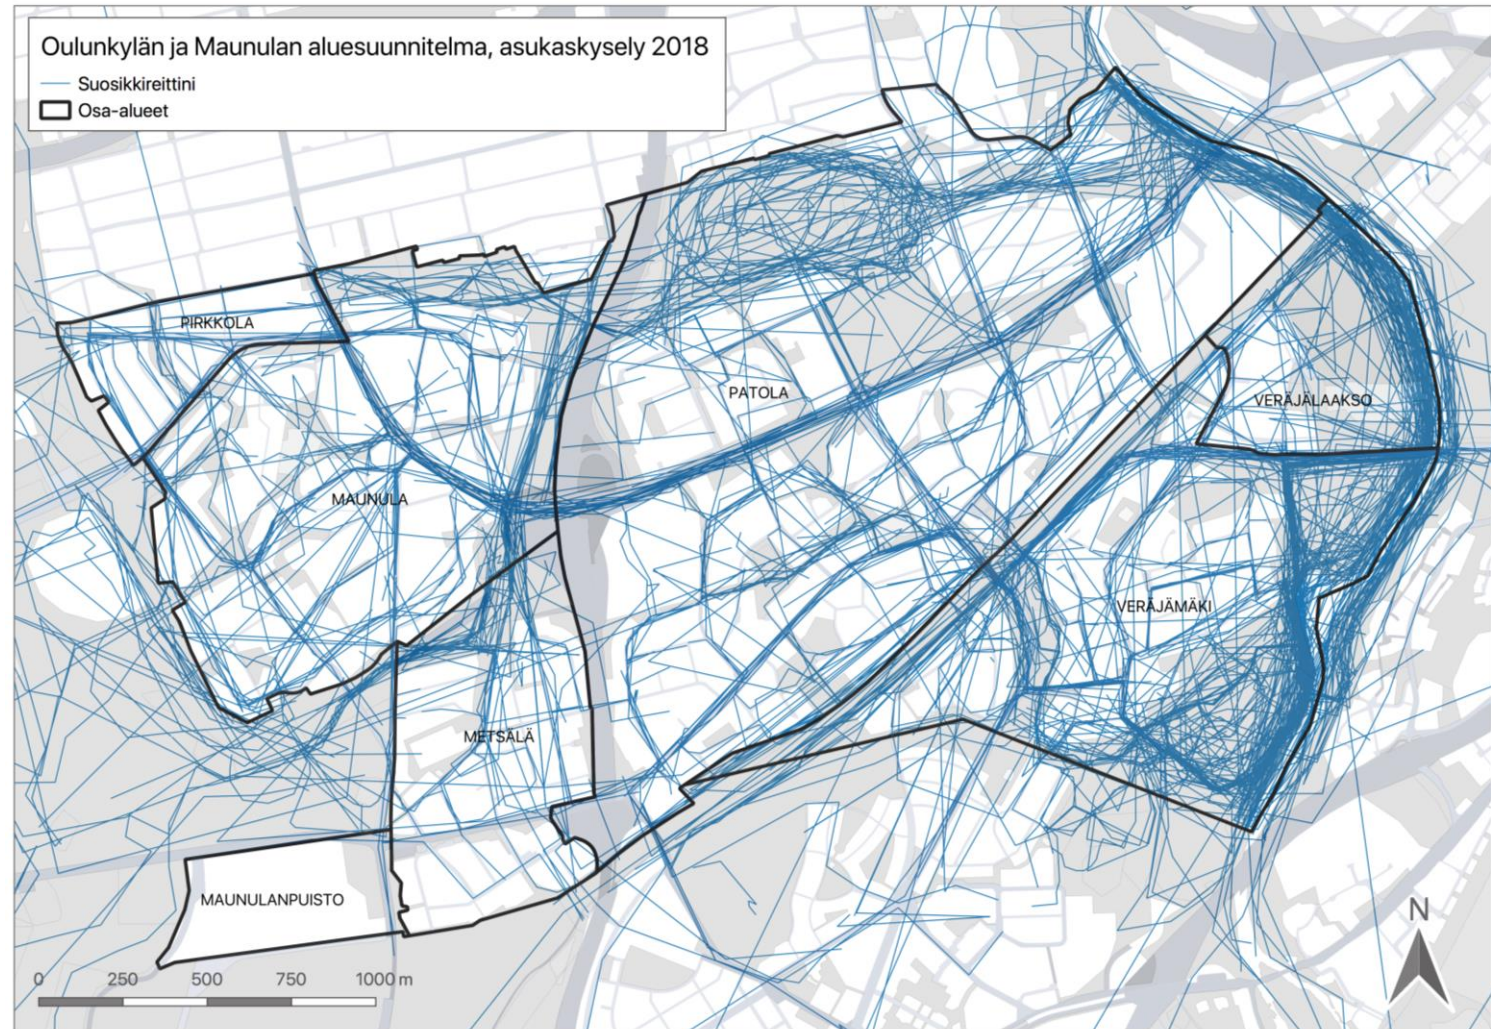 Oulunkylän ja Maunulan aluesuunnitelma, asukaskysely 2018
Suosikkireittini
Osa-alueet
PIRKKOLA
PATOLA
VERÄJÄLAAKSO
MAUNULA
VERÄJÄMÄKI
METSÄLÄ
MAUNULANPUISTO
N
0 250 500 750 1000 m